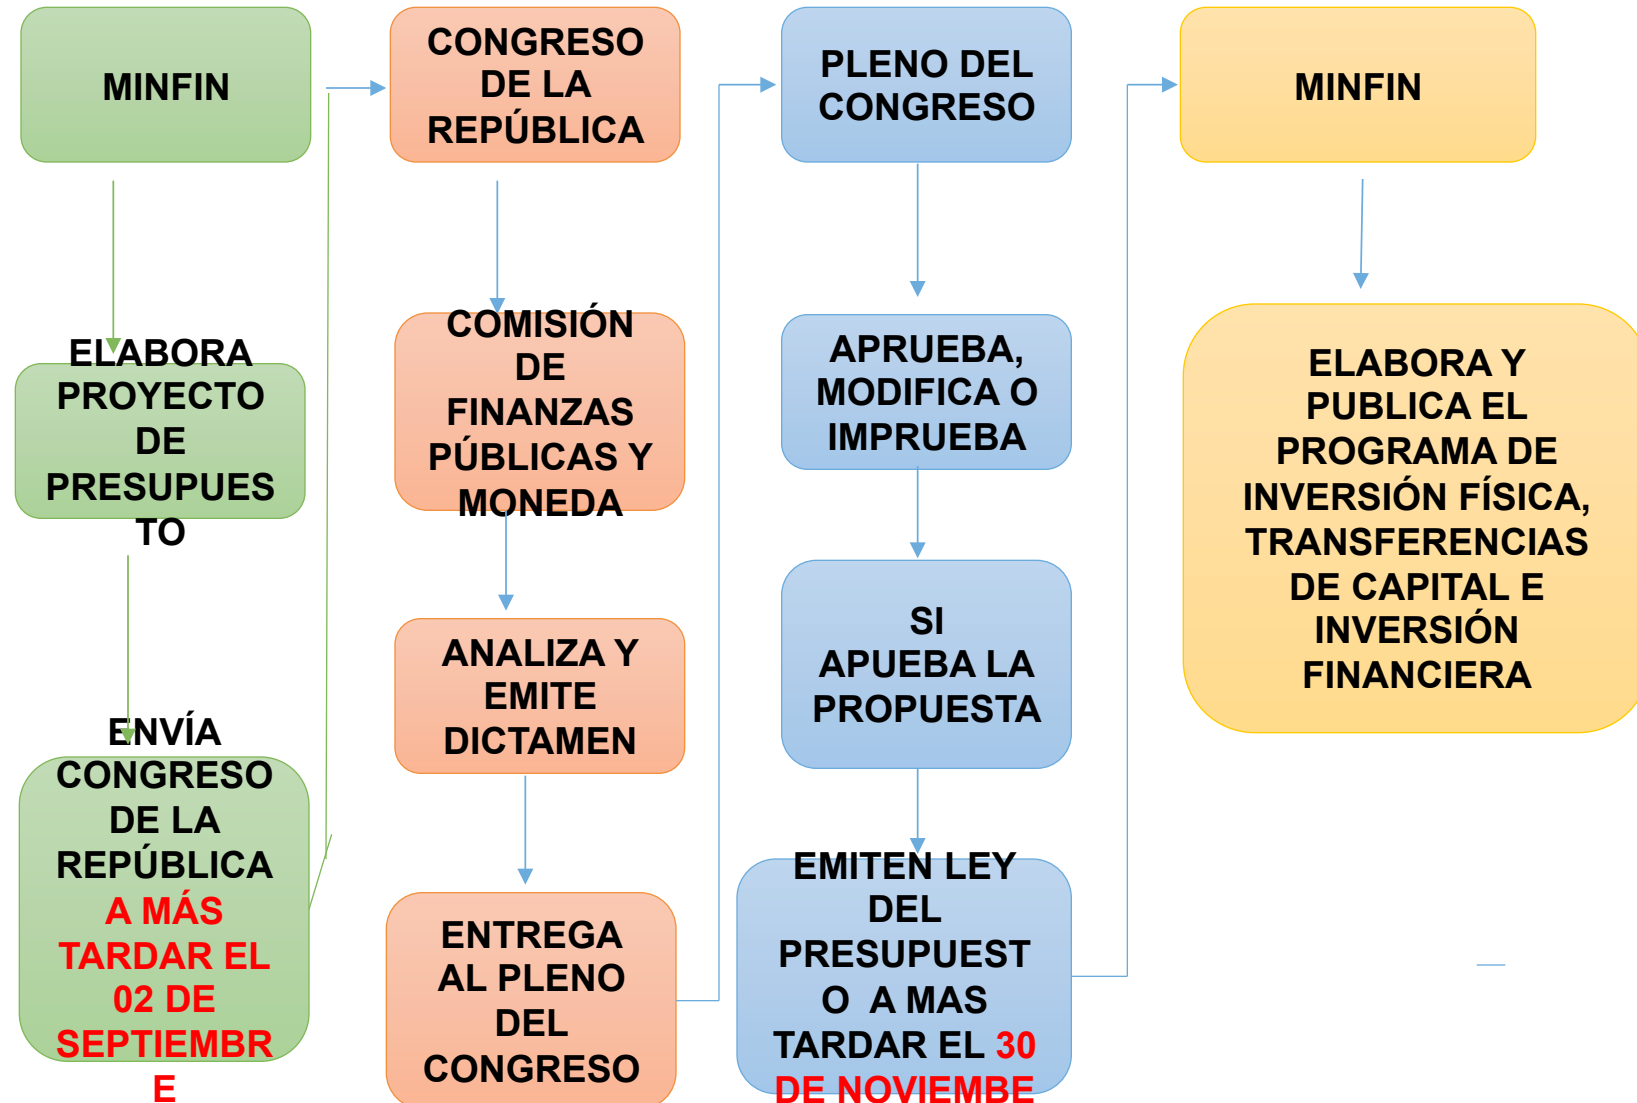 MINFIN
ELABORA
PROYECTO
DE
PRESUPUES
TO
ENVÍA
CONGRESO
DE LA
REPÚBLICA
A MÁS
TARDAR EL
02 DE
SEPTIEMBR
E
CONGRESO
DE LA
REPÚBLICA
COMISIÓN
DE
FINANZAS
PÚBLICAS Y
MONEDA
ANALIZA Y
EMITE
DICTAMEN
ENTREGA
AL PLENO
DEL
CONGRESO
PLENO DEL
CONGRESO
APRUEBA,
MODIFICA O
IMPRUEBA
SI
APUEBA LA
PROPUESTA
EMITEN LEY
DEL
PRESUPUEST
O A MAS
TARDAR EL 30
DE NOVIEMBE
MINFIN
ELABORA Y
PUBLICA EL
PROGRAMA DE
INVERSIÓN FÍSICA,
TRANSFERENCIAS
DE CAPITAL E
INVERSIÓN
FINANCIERA